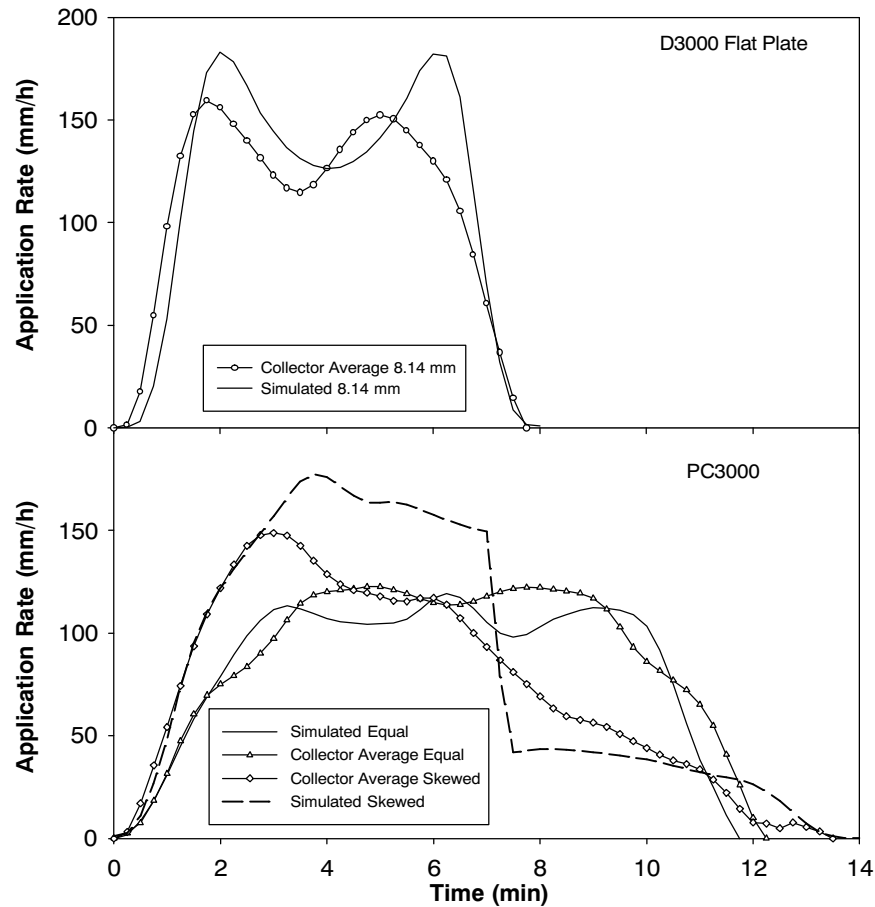 200
D3000 Flat Plate
150
100
50
0
Application Rate (mm/h)
Collector Average 8.14 mm
Simulated 8.14 mm
PC3000
150
100
50
0
Application Rate (mm/h)
Simulated Equal
Collector Average Equal
Collector Average Skewed
Simulated Skewed
0 2 4 6 8 10 12 14
Time (min)